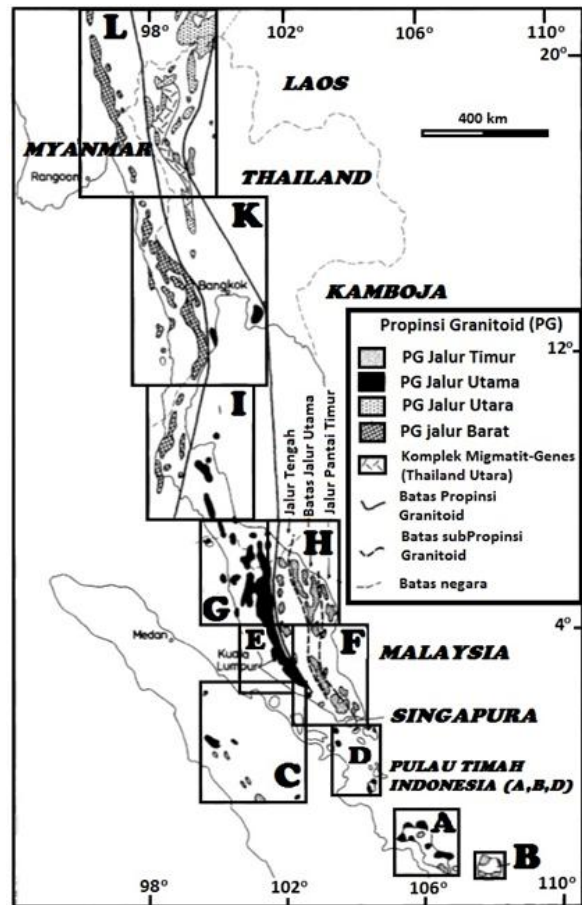 98°
102°
106°
110°
20°
L
LAOS
400 km
MYANMAR
Rangoon
THAILAND
K
Bangkok
KAMBOJA
12°
Propinsi Granitoid (PG)
PG Jalur Timur
PG Jalur Utama
PG Jalur Utara
PG jalur Barat
Komplek Migmatit-Genes
(Thailand Utara)
Batas Propinsi
Granitoid
Batas subPropinsi
Granitoid
Batas negara
I
Jalur Tengah
Batas Jalur Utama
Jalur Pantai Timur
H
G
4°
Medan
E
Kuala
Lumpur
F
MALAYSIA
SINGAPURA
C
D
PULAU TIMAH
INDONESIA (A,B,D)
A
B
98°
102°
106°
110°